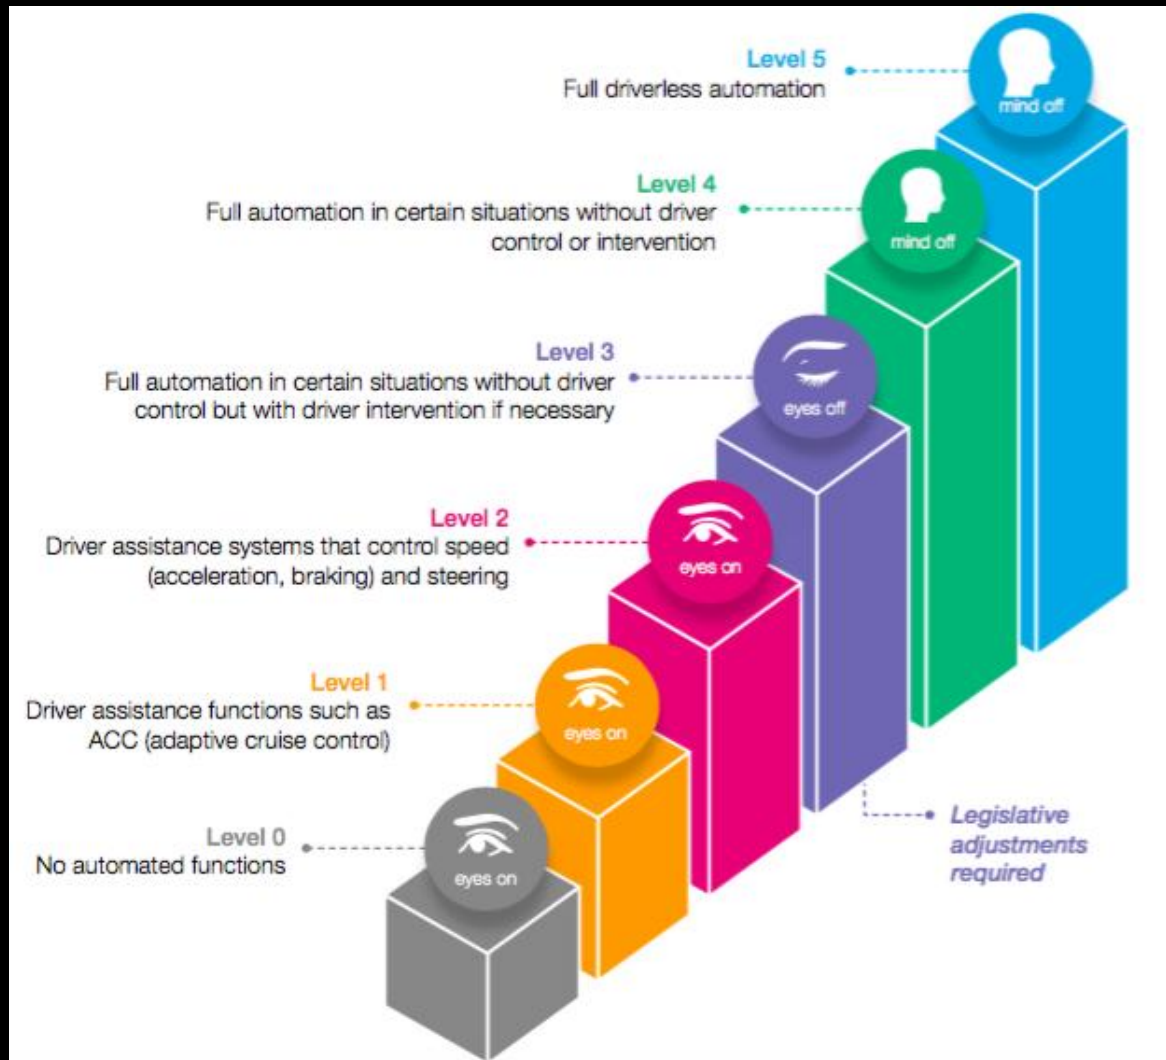 Level 5
Full driverless automation
mind off
Level 4
Full automation in certain situations without driver
control or intervention
mind off
Level 3
Full automation in certain situations without driver
control but with driver intervention if necessary
eyes off
Level 2
Driver assistance systems that control speed
(acceleration, braking) and steering
eyes on
Level 1
Driver assistance functions such as
ACC (adaptive cruise control)
eyes on
Level 0
No automated functions
eyes on
Legislative
adjustments
required